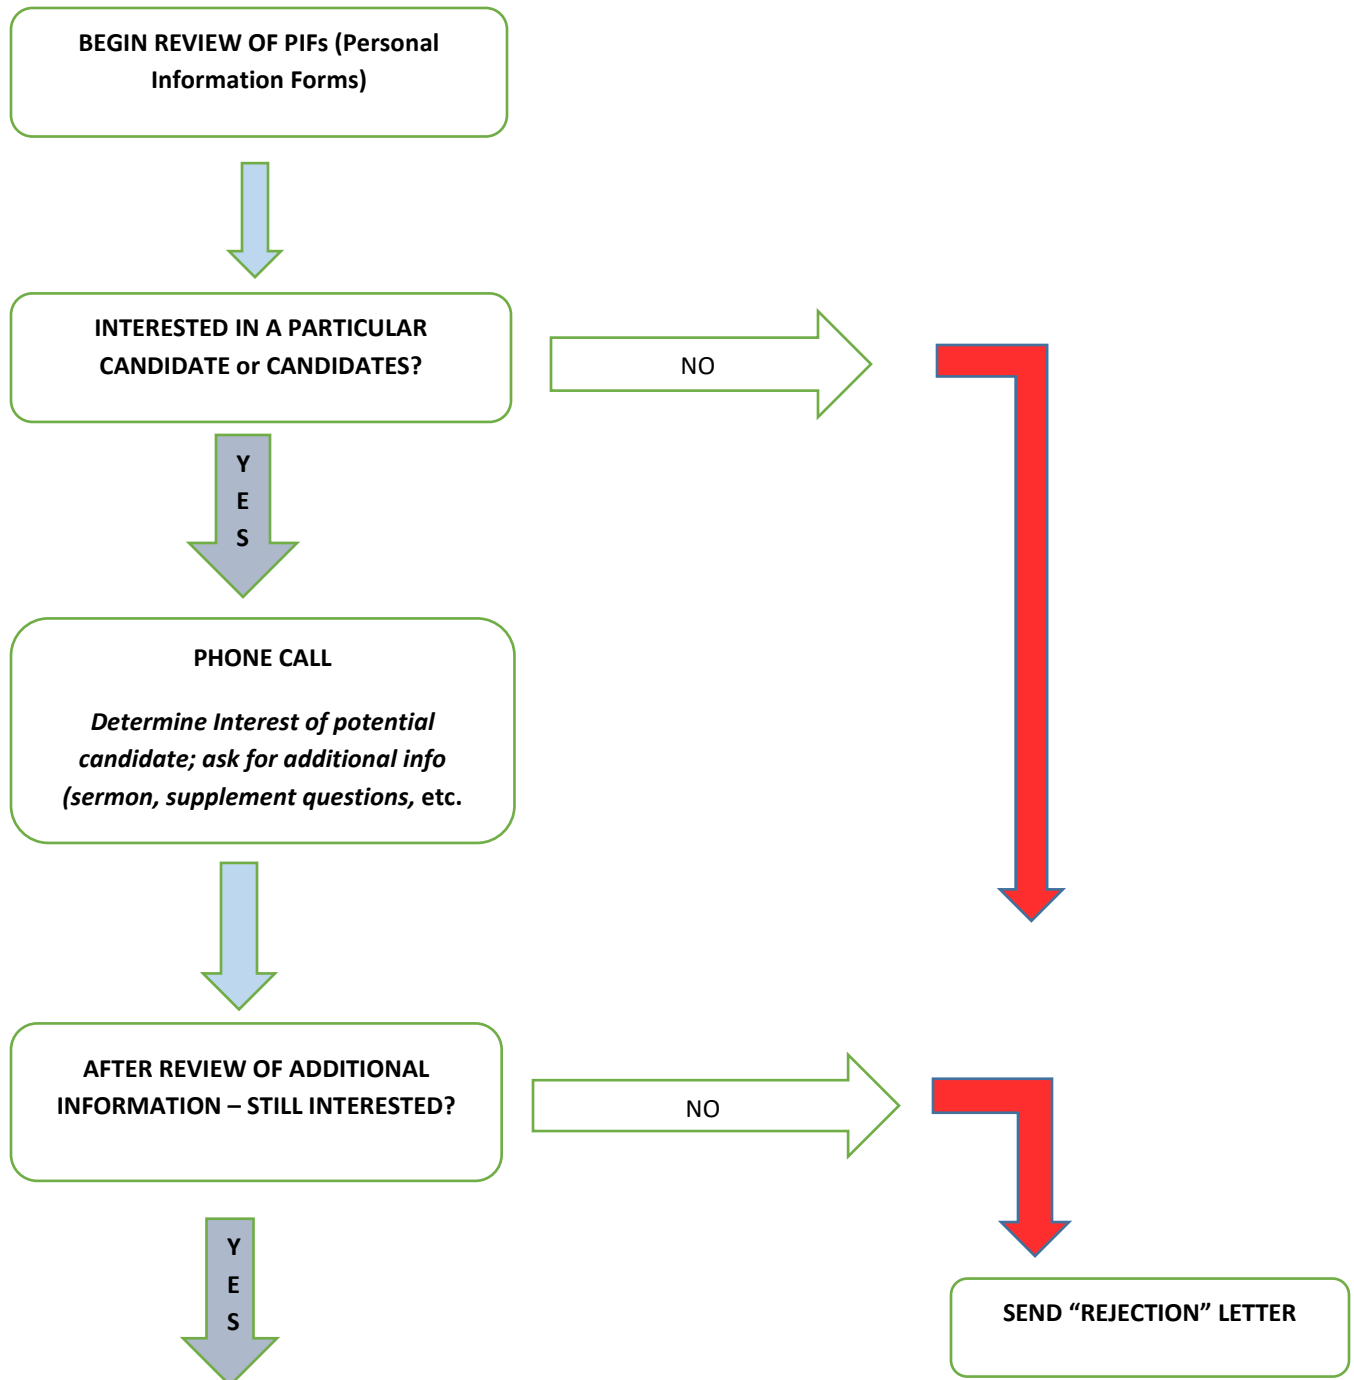 BEGIN REVIEW OF PIFs (Personal
Information Forms)
INTERESTED IN A PARTICULAR
CANDIDATE or CANDIDATES?
NO
Y
E
S
PHONE CALL
Determine Interest of potential
candidate; ask for additional info
(sermon, supplement questions, etc.
AFTER REVIEW OF ADDITIONAL
INFORMATION – STILL INTERESTED?
NO
Y
E
S
SEND “REJECTION” LETTER